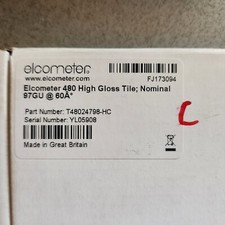 elcometer
www.elcometer.com
FJ173094
Elcometer 480 High Gloss Tile; Nominal
97GU @ 60Â°
Part Number: T48024798-HC
Serial Number: YL05908
Made in Great Britain
C